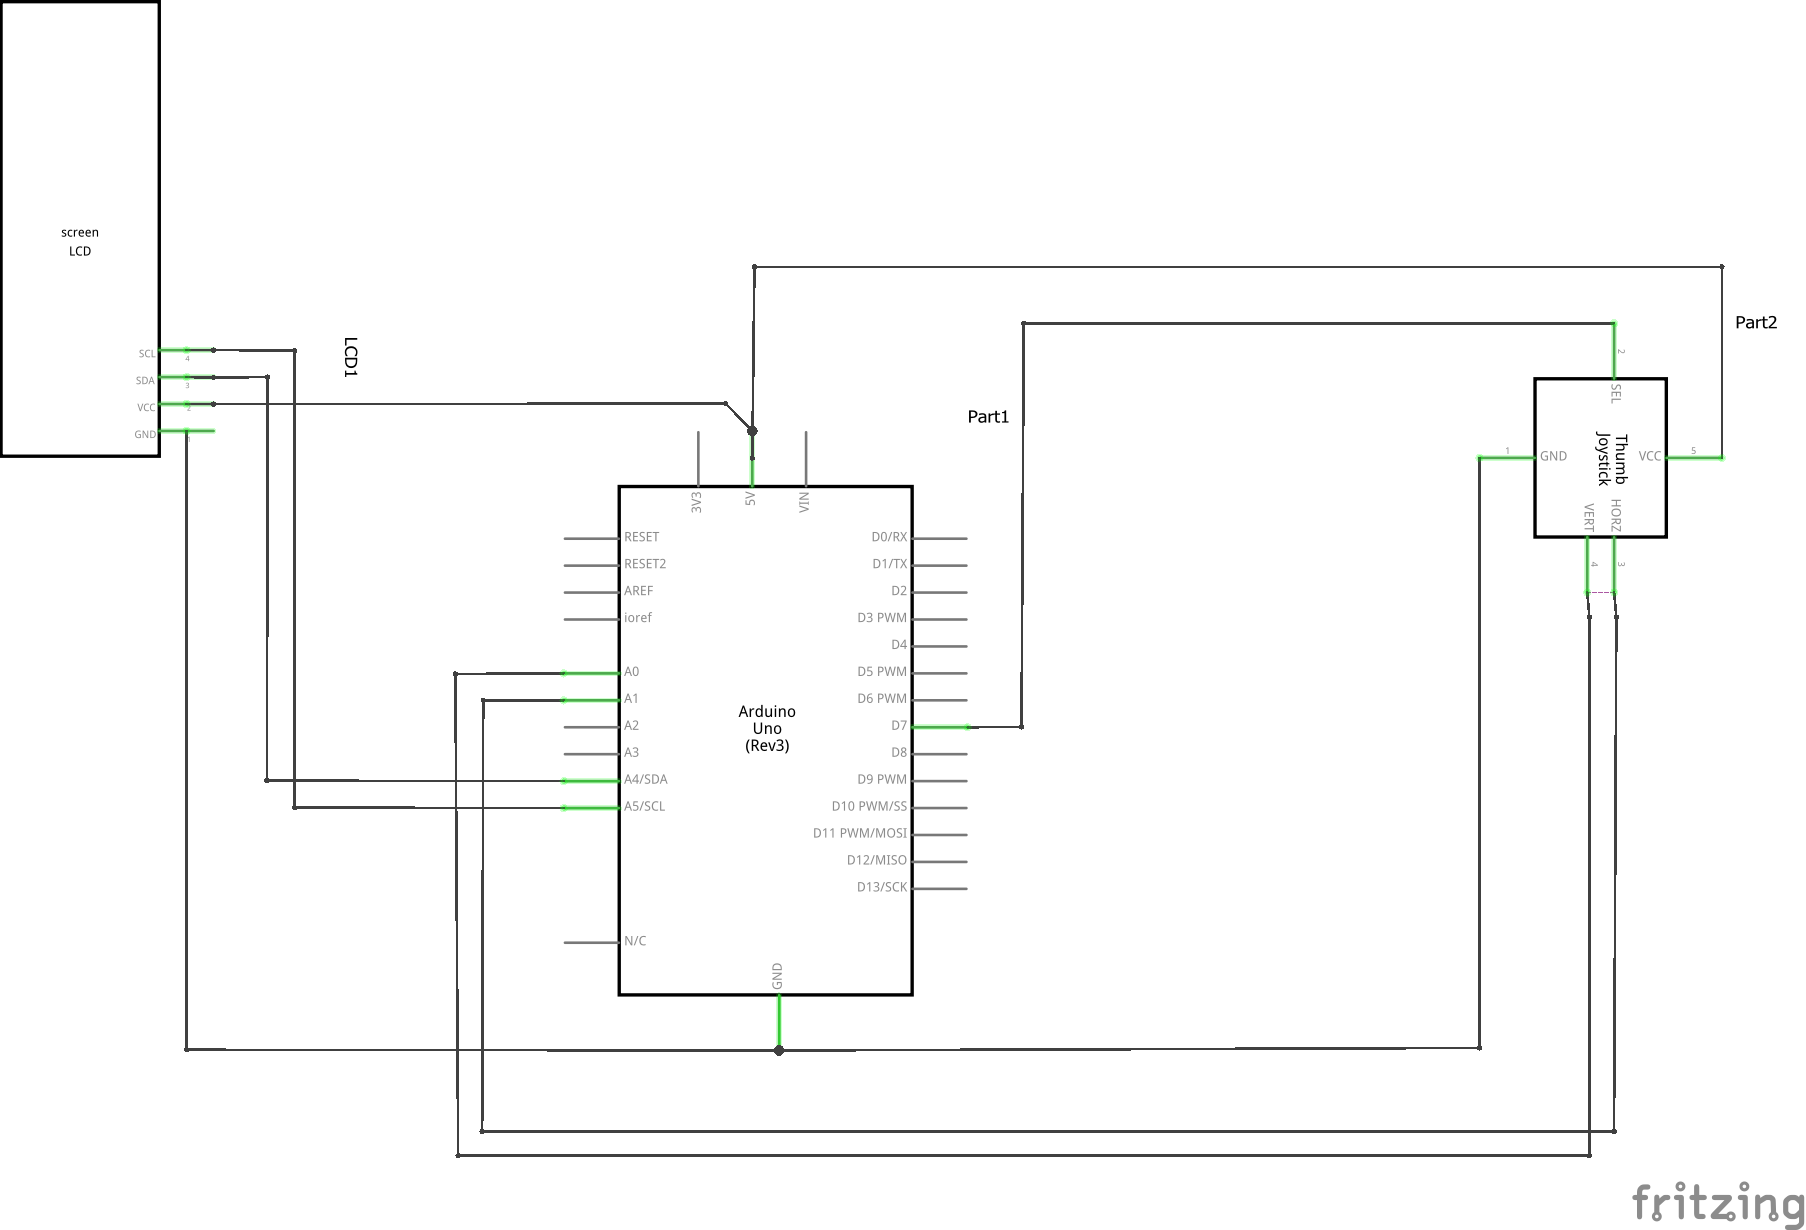 screen
LCD
SCL
4
SDA
3
VCC
2
GND
LCD1
Part1
Part2
3V3
5V
VIN
RESET
RESET2
AREF
ioref
A0
A1
A2
A3
A4/SDA
A5/SCL
N/C
Arduino
Uno
(Rev3)
D0/RX
D1/TX
D2
D3 PWM
D4
D5 PWM
D6 PWM
D7
D8
D9 PWM
D10 PWM/SS
D11 PWM/MOSI
D12/MISO
D13/SCK
GND
2
SEL
1
GND
Thumb
Joystick
VCC
5
VERT
HORZ
4
3
fritzing